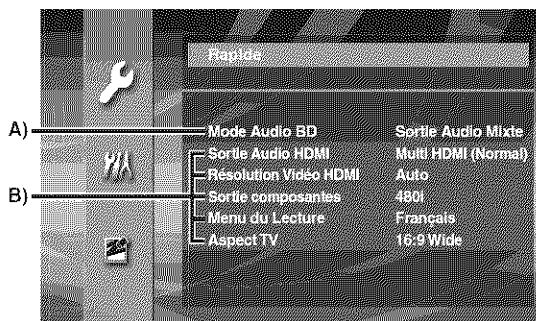 Rapide
A) Mode Audio BD Sortie Audio Mixte
Sortie Audio HDMI Multi HDMI (Normal)
Résolution Vidéo HDMI Auto
B) Sortie composantes 480i
Menu du Lecture Français
Aspect TV 16:9 Wide